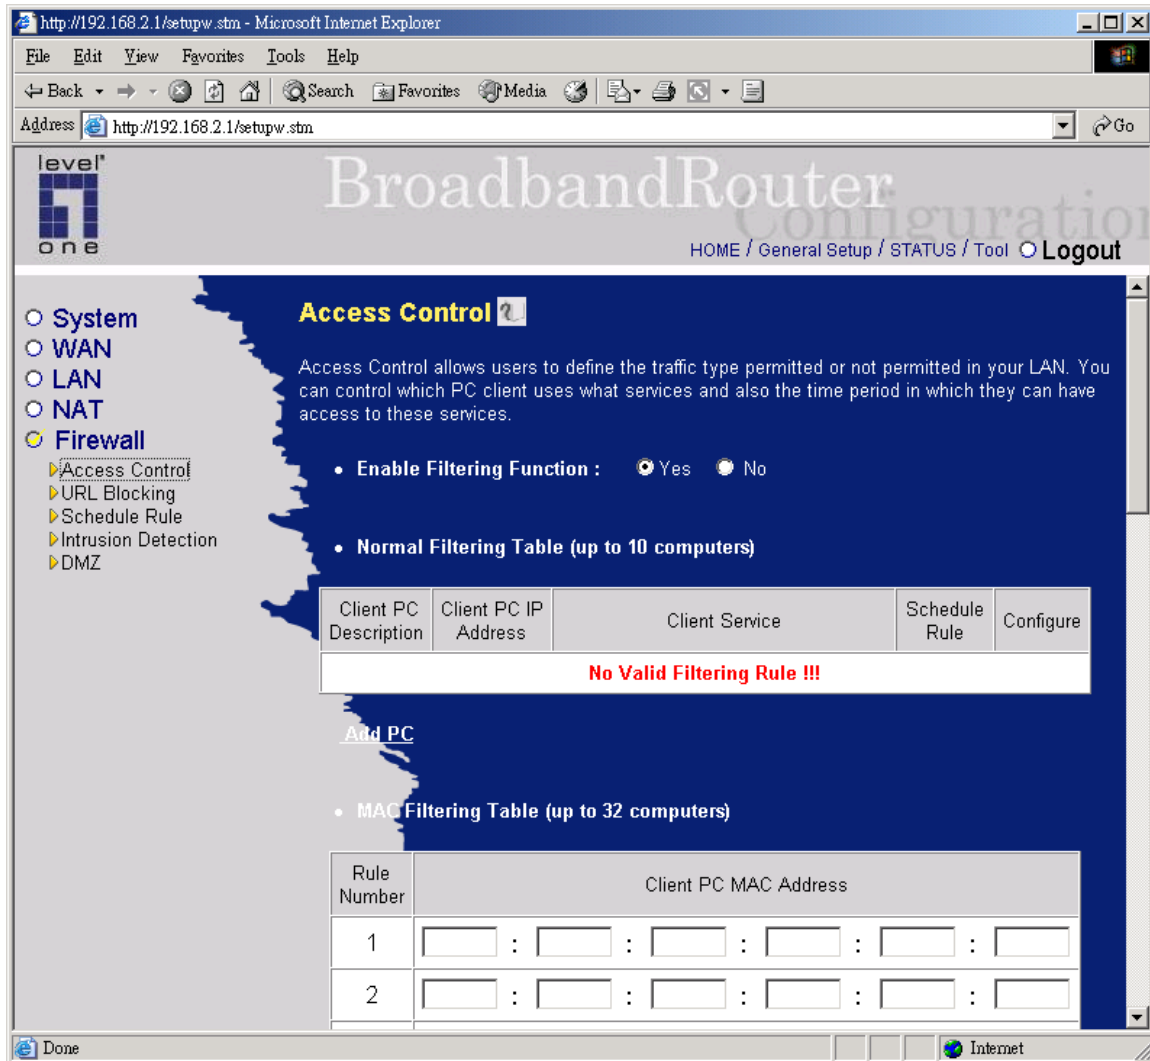 http://192.168.2.1/setupw.stm - Microsoft Internet Explorer
File Edit View Favorites Tools Help
Back Search Favorites Media
Address http://192.168.2.1/setupw.stm Go
level
one
BroadbandRouter
Configuration
HOME / General Setup / STATUS / Tool Logout
System
WAN
LAN
NAT
Firewall
Access Control
URL Blocking
Schedule Rule
Intrusion Detection
DMZ
Access Control
Access Control allows users to define the traffic type permitted or not permitted in your LAN. You
can control which PC client uses what services and also the time period in which they can have
access to these services.
• Enable Filtering Function : Yes No
• Normal Filtering Table (up to 10 computers)
Client PC Description Client PC IP Address Client Service Schedule Rule Configure
No Valid Filtering Rule !!!
Add PC
• MAC Filtering Table (up to 32 computers)
Rule Number Client PC MAC Address
1 : : : : :
2 : : : : :
Done Internet